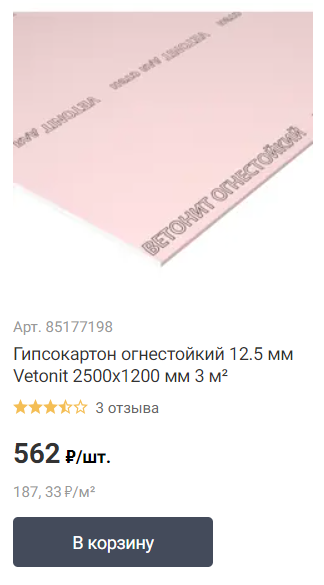 VETONIT
ВЕТОНИТ ОГНЕСТОЙКИЙ
Арт. 85177198
Гипсокартон огнестойкий 12.5 мм
Vetonit 2500х1200 мм 3 м²
3 отзыва
562 ₽/шт.
187, 33 ₽/м²
В корзину